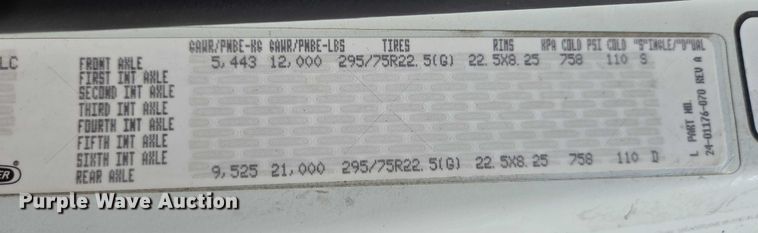 GAWR/PNBE-KG GAWR/PNBE-LBS TIRES RIMS KPA COLD PSI COLD "S"INGLE/"D"UAL
LC
FRONT AXLE 5,443 12,000 295/75R22.5(G) 22.5X8.25 758 110 S
FIRST INT AXLE
SECOND INT AXLE
THIRD INT AXLE
FOURTH INT AXLE
FIFTH INT AXLE
SIXTH INT AXLE
REAR AXLE 9,525 21,000 295/75R22.5(G) 22.5X8.25 758 110 D
L PART NO.
24-01176-070 REV A
ER
Purple Wave Auction